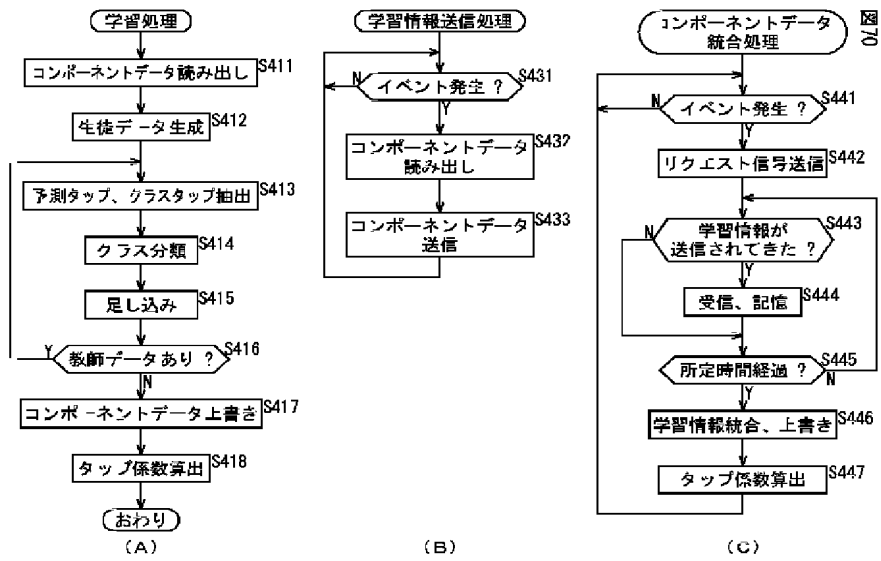 図70
学習処理
コンポーネントデータ読み出し
S411
生徒データ生成
S412
予測タップ、クラスタップ抽出
S413
クラス分類
S414
足し込み
S415
教師データあり ?
S416
Y
N
コンポーネントデータ上書き
S417
タップ係数算出
S418
おわり
(A)
学習情報送信処理
イベント発生 ?
S431
N
Y
コンポーネントデータ
読み出し
S432
コンポーネントデータ
送信
S433
(B)
コンポーネントデータ
統合処理
イベント発生 ?
S441
N
Y
リクエスト信号送信
S442
学習情報が
送信されてきた ?
S443
N
Y
受信、記憶
S444
所定時間経過 ?
S445
N
Y
学習情報統合、上書き
S446
タップ係数算出
S447
(C)